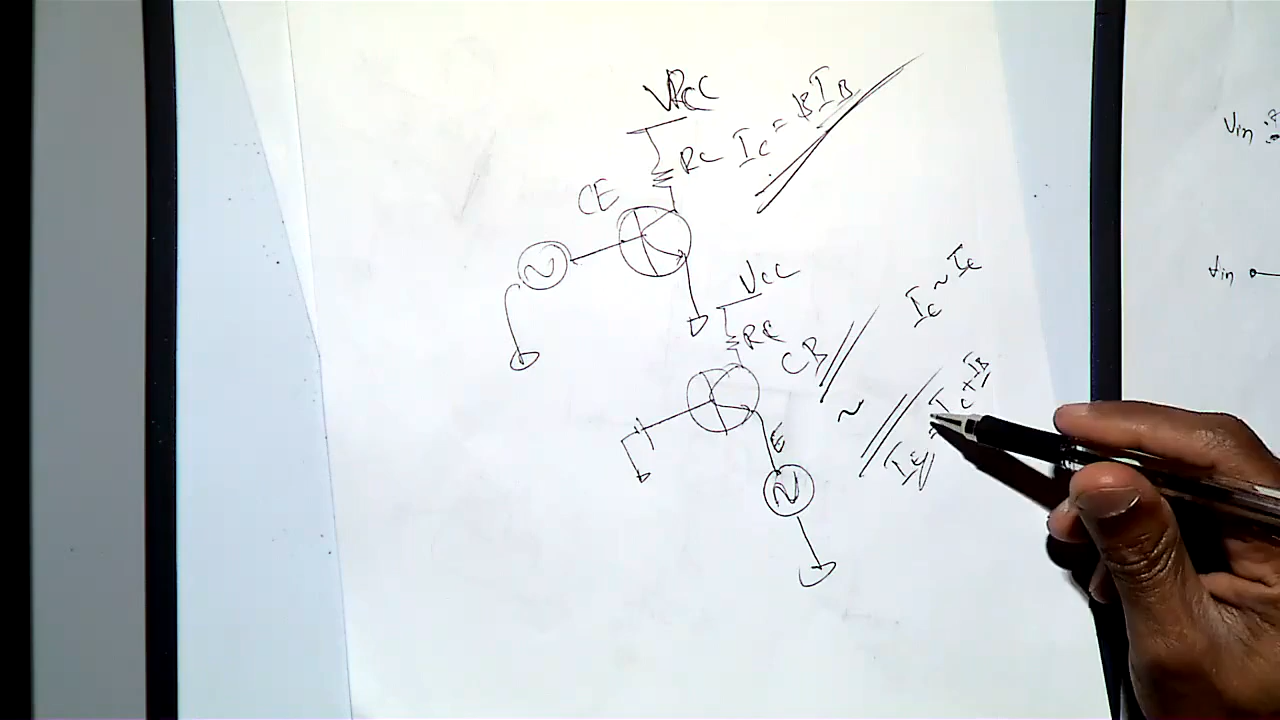 VRCC
RC
IC = βIB
CE
VCC
RC
CB
IE ~ IC
~
E
IE = IC + IB
Vin
Vin